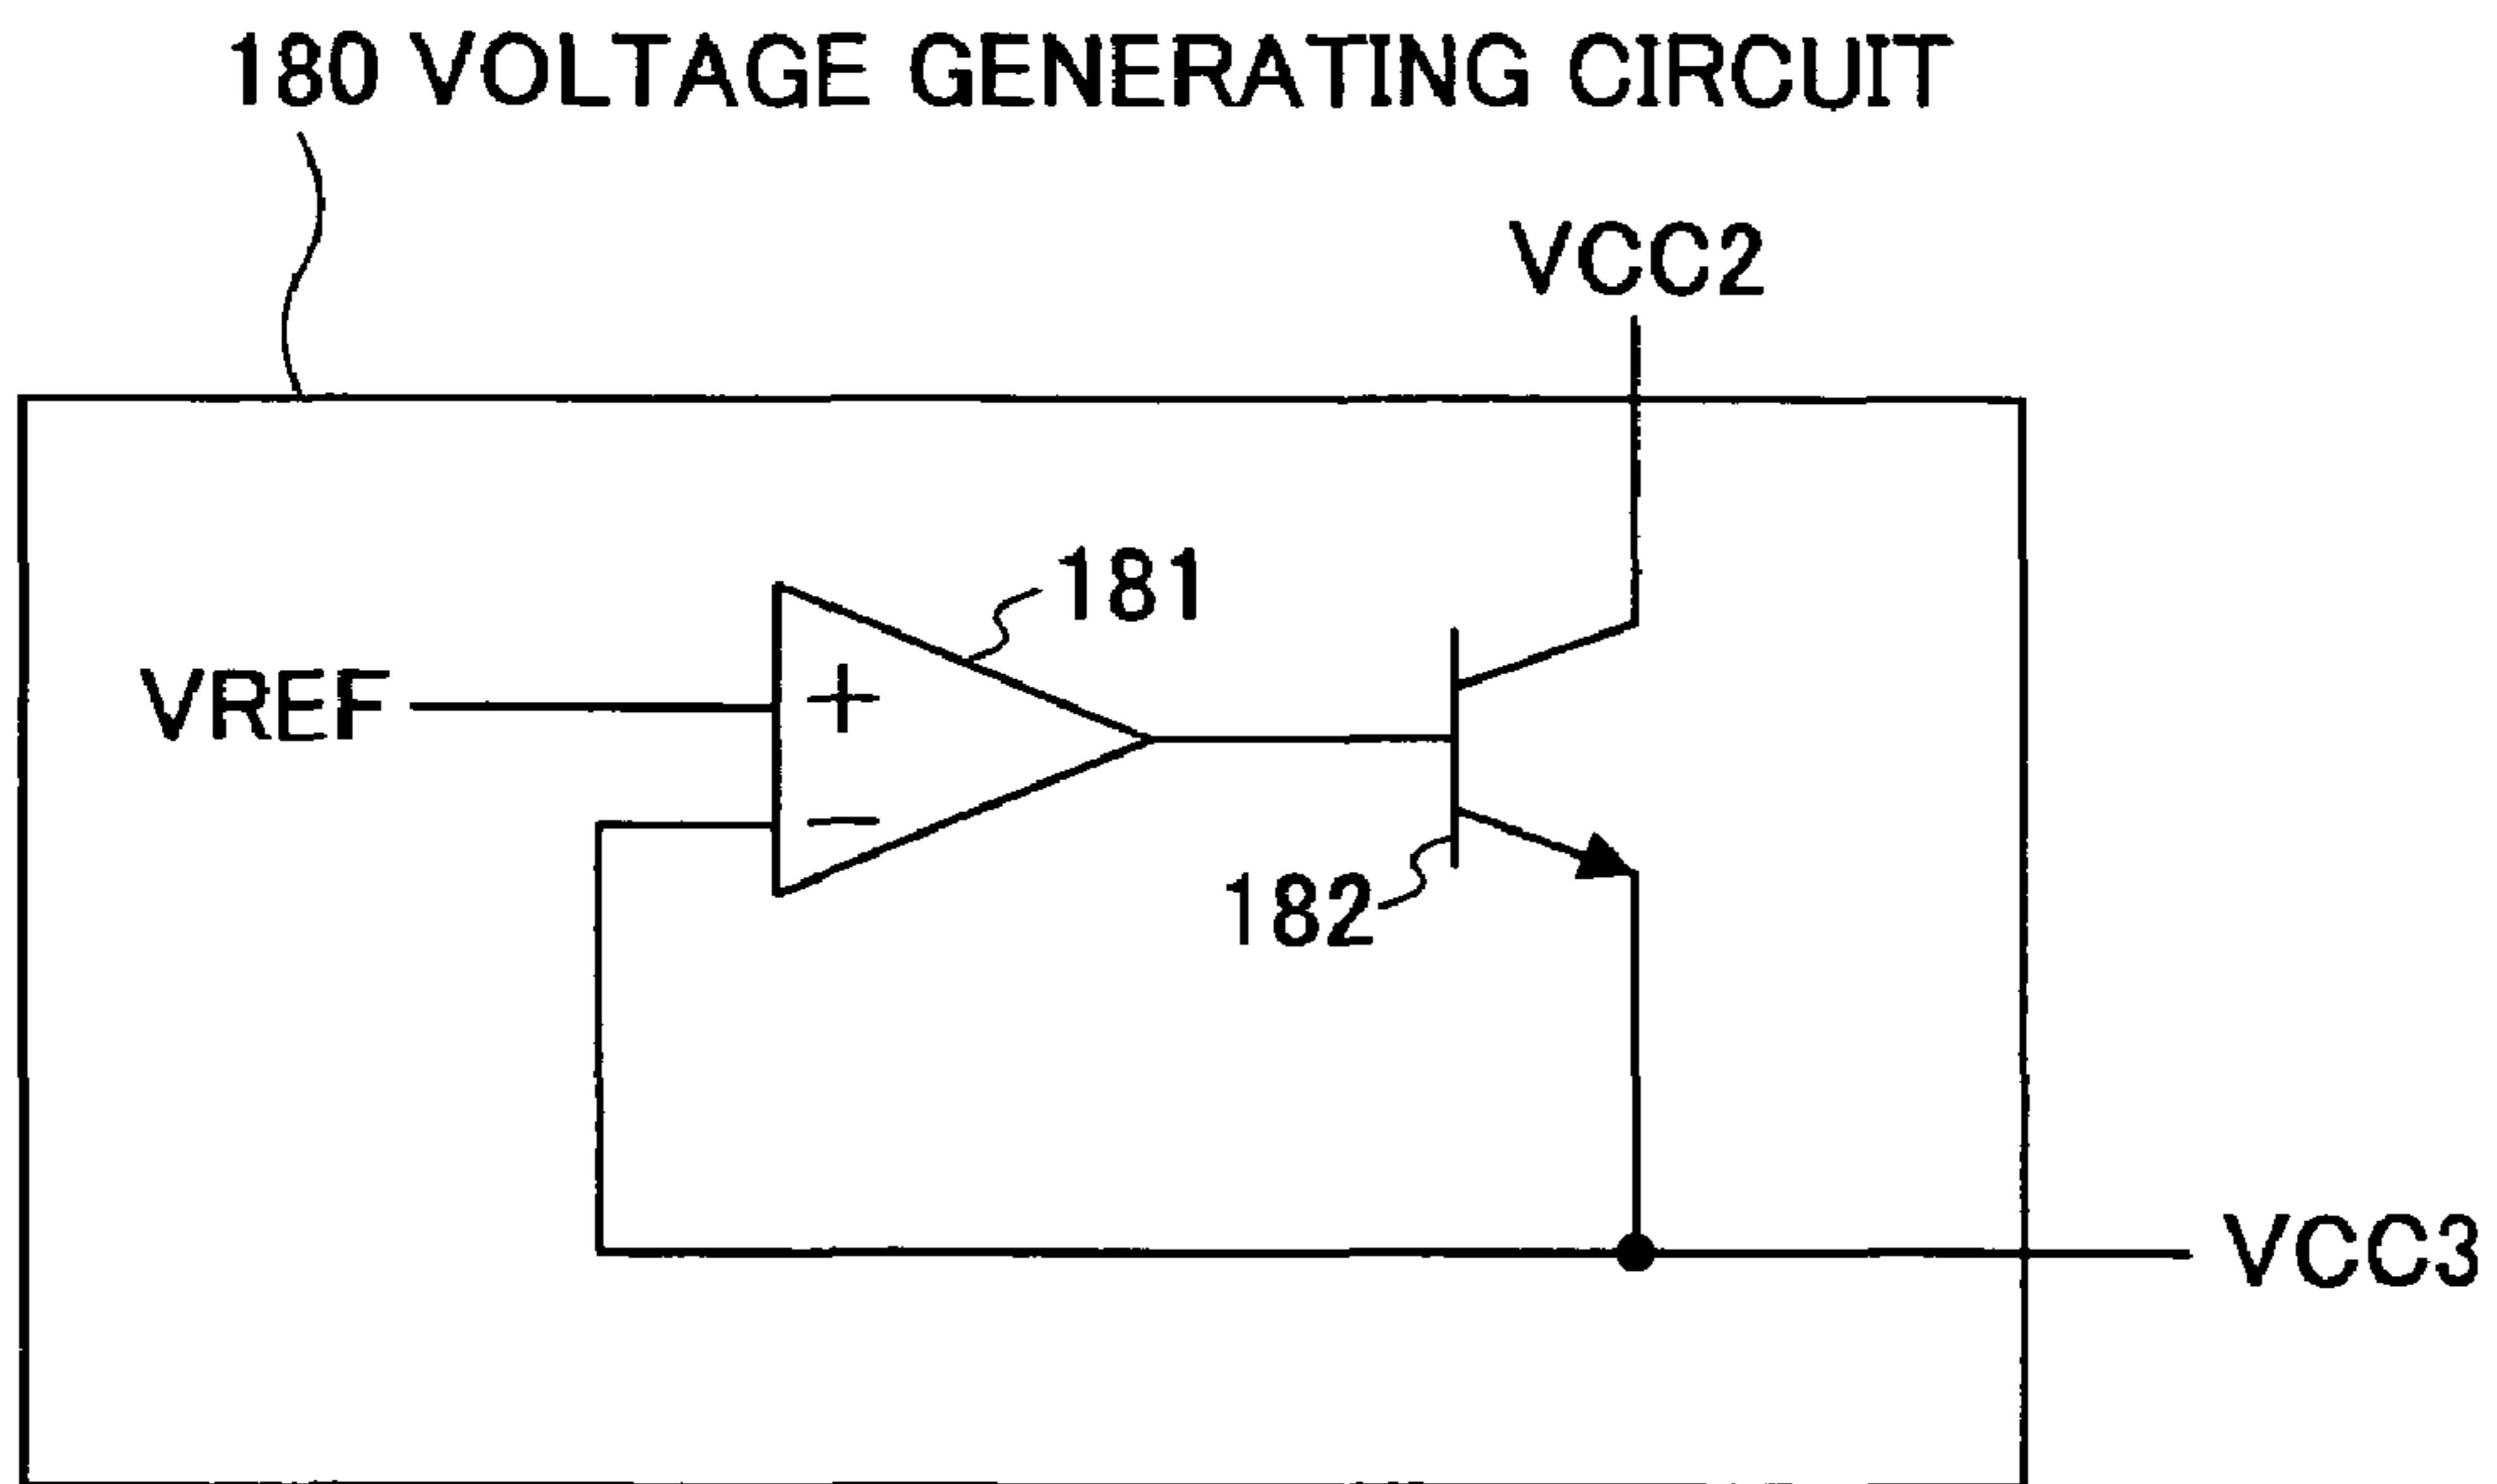 180 VOLTAGE GENERATING CIRCUIT
VCC2
181
VREF
+
−
182
VCC3